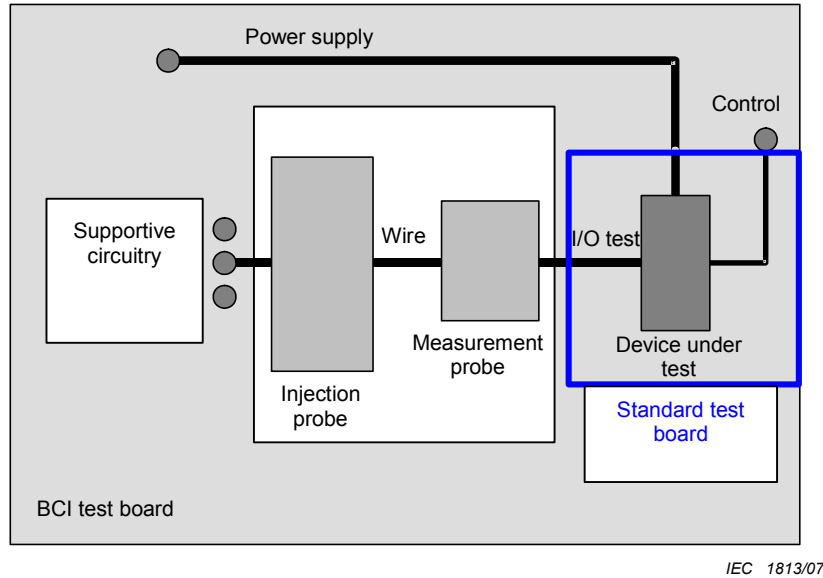 Power supply
Control
Supportive
circuitry
Wire
I/O test
Measurement
probe
Device under
test
Injection
probe
Standard test
board
BCI test board
IEC 1813/07